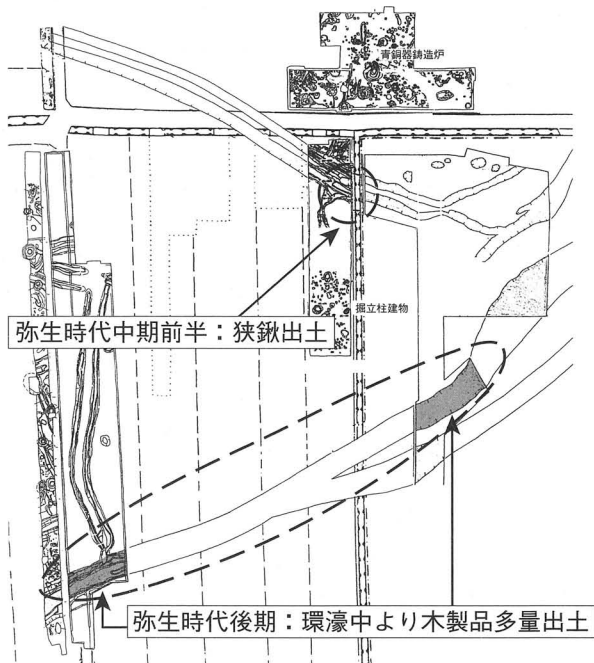 青銅器鋳造炉
掘立柱建物
弥生時代中期前半：狭鍬出土
弥生時代後期：環濠中より木製品多量出土